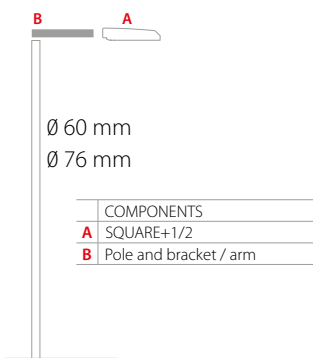 B A
Ø 60 mm
Ø 76 mm
COMPONENTS
A SQUARE+1/2
B Pole and bracket / arm